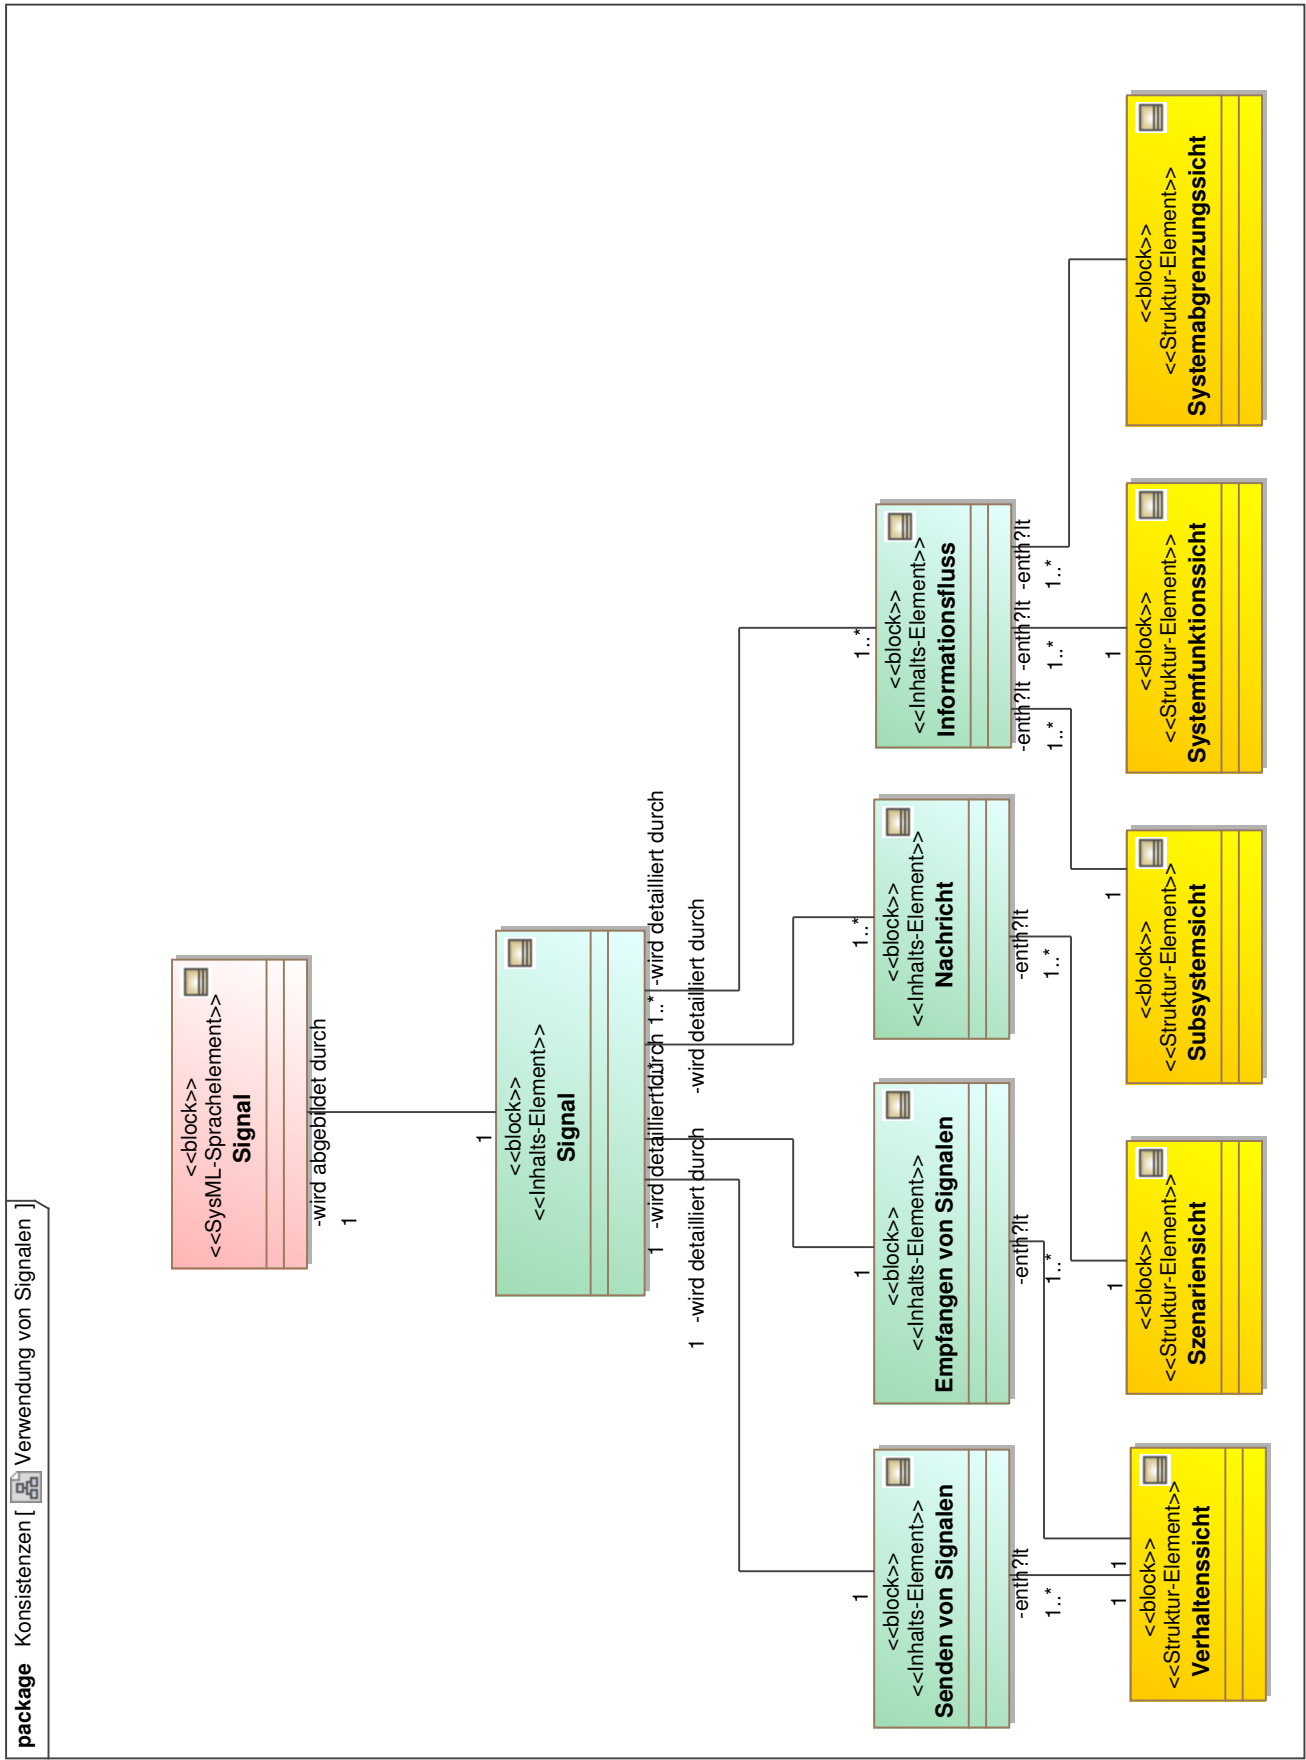 package Konsistenzen [ Verwendung von Signalen ]
<<block>>
<<SysML-Sprachelement>>
Signal
-wird abgebildet durch
1
1
<<block>>
<<Inhalts-Element>>
Signal
1 -wird detailliert durch
1..* -wird detailliert durch
1 -wird detailliert durch
1..*
-wird detailliert durch
1
<<block>>
<<Inhalts-Element>>
Senden von Signalen
-enth?lt
1..*
1
<<block>>
<<Inhalts-Element>>
Empfangen von Signalen
-enth?lt
1..*
1..*
<<block>>
<<Inhalts-Element>>
Nachricht
-enth?lt
1..*
1..*
<<block>>
<<Inhalts-Element>>
Informationsfluss
-enth?lt
1..*
-enth?lt
1..*
-enth?lt
1..*
1
1
<<block>>
<<Struktur-Element>>
Verhaltenssicht
1
<<block>>
<<Struktur-Element>>
Szenariensicht
1
<<block>>
<<Struktur-Element>>
Subsystemsicht
1
<<block>>
<<Struktur-Element>>
Systemfunktionssicht
<<block>>
<<Struktur-Element>>
Systemabgrenzungssicht